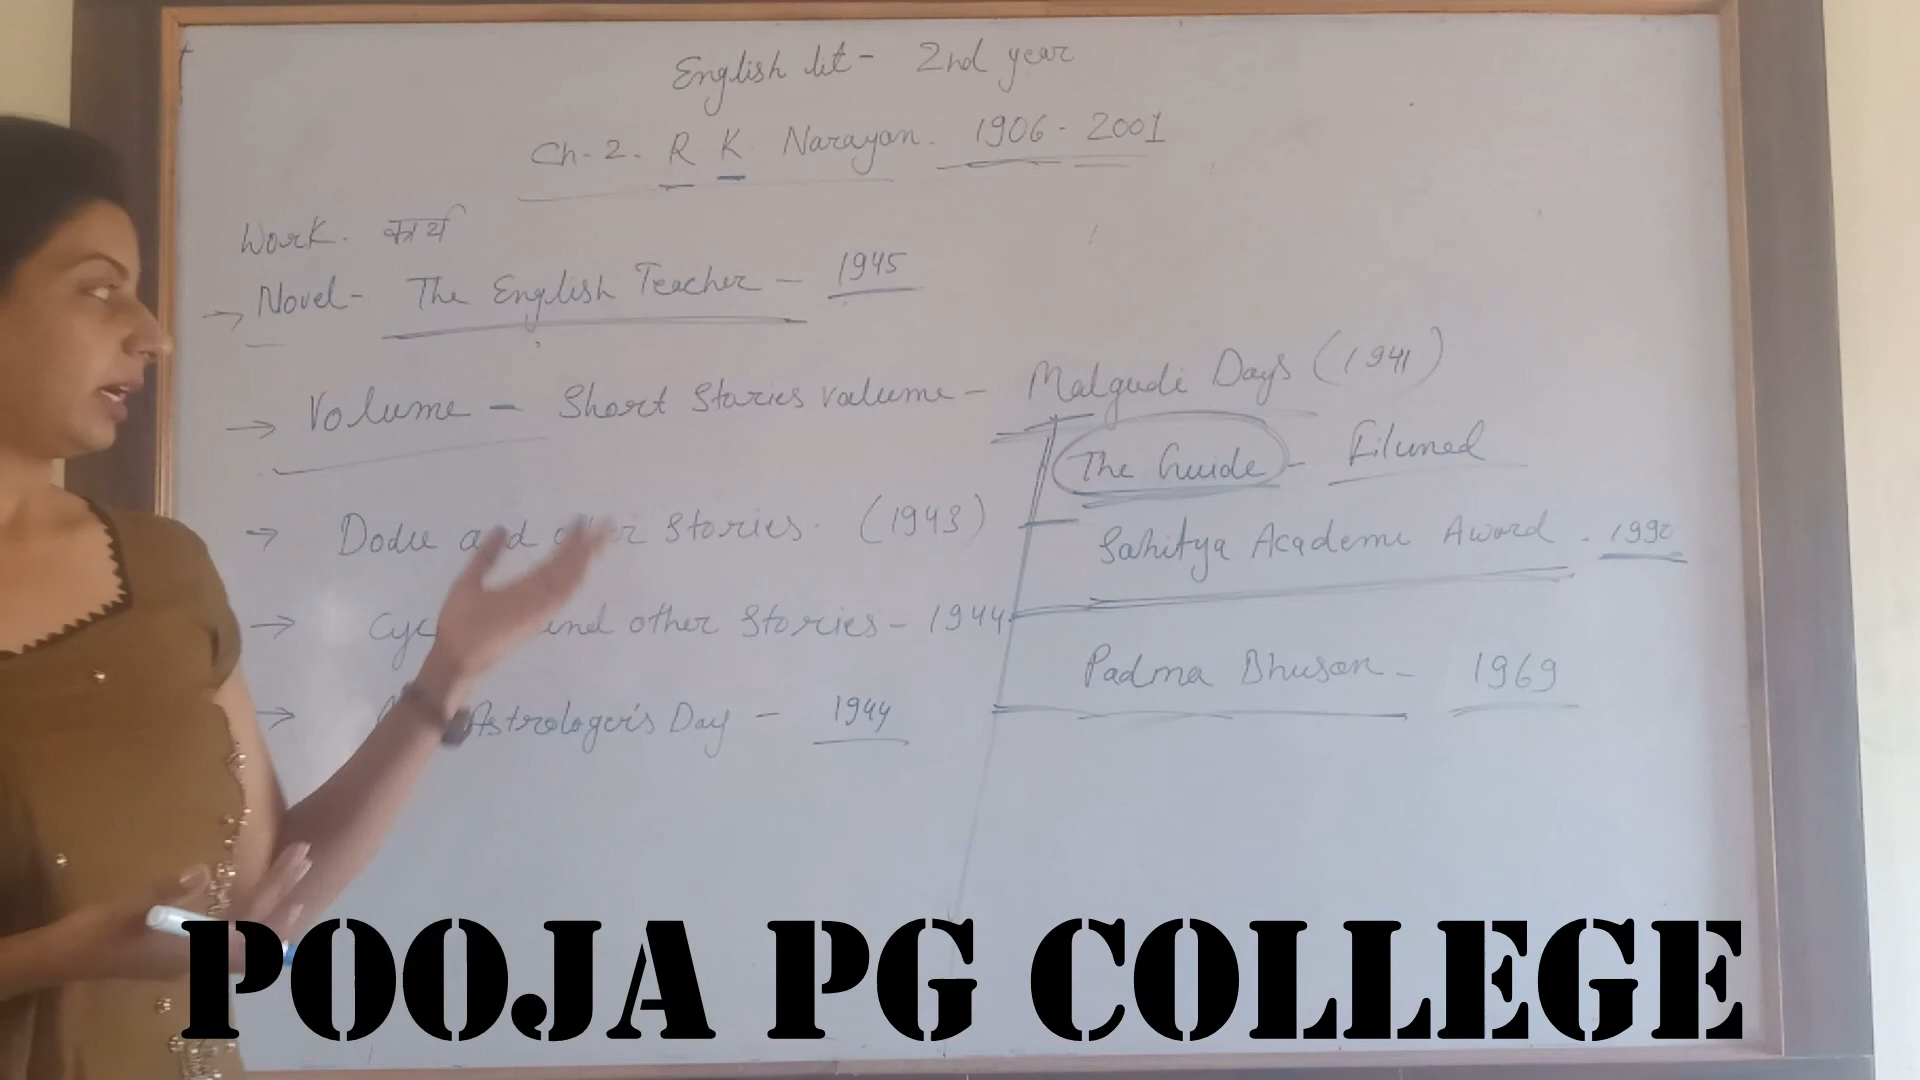 English lit - 2nd year
Ch-2. R K. Narayan. 1906-2001
Work. कार्य
→ Novel - The English Teacher - 1945
→ Volume - Short Stories volume - Malgudi Days (1941)
The Guide - Filmed
→ Dodu and other Stories. (1943)
Sahitya Academi Award - 1990
→ and other Stories - 1944
Padma Bhusan - 1969
→ Astrologer's Day - 1944
POOJA PG COLLEGE